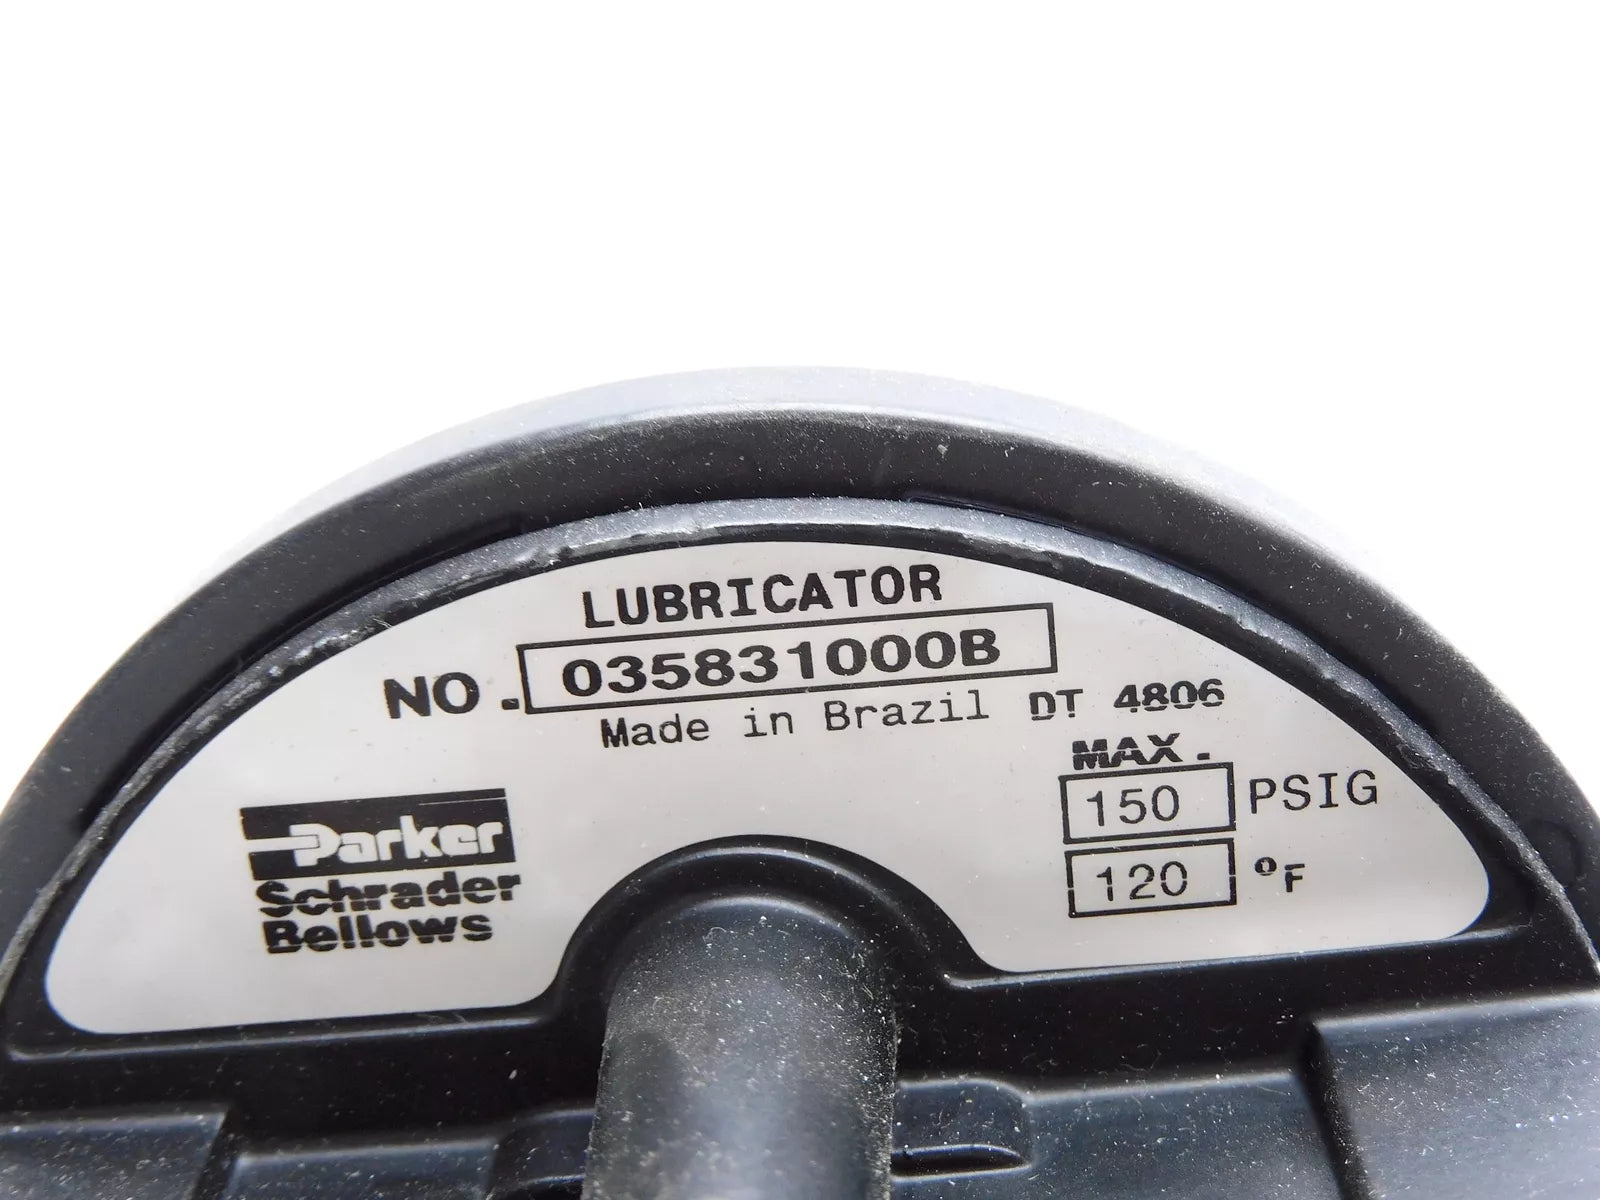 LUBRICATOR
NO. 035831000B
Made in Brazil DT 4806
MAX.
150 PSIG
120 °F
Parker
Schrader
Bellows